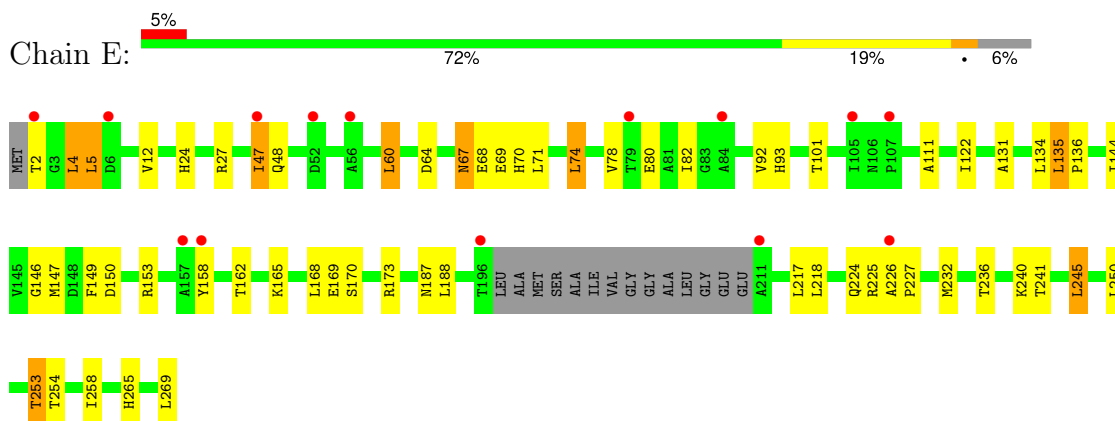 5%
Chain E:
72% 19% • 6%
MET T2 G3 L4 L5 D6 V12 H24 R27 I47 Q48 D52 A56 L60 D64 N67 E68 E69 H70 L71 L74 V78 T79 E80 A81 I82 G83 A84 V92 H93 T101 I105 N106 P107 A111 I122 A131 L134 L135 P136
V145 G146 M147 D148 F149 D150 R153 A157 Y158 T162 K165 L168 E169 S170 R173 N187 L188 T196 LEU ALA MET SER ALA ILE VAL GLY GLY ALA LEU GLY GLU GLU A211 L217 L218 Q224 R225 A226 P227 M232 T236 K240 T241 L245
T253 T254 I258 H265 L269